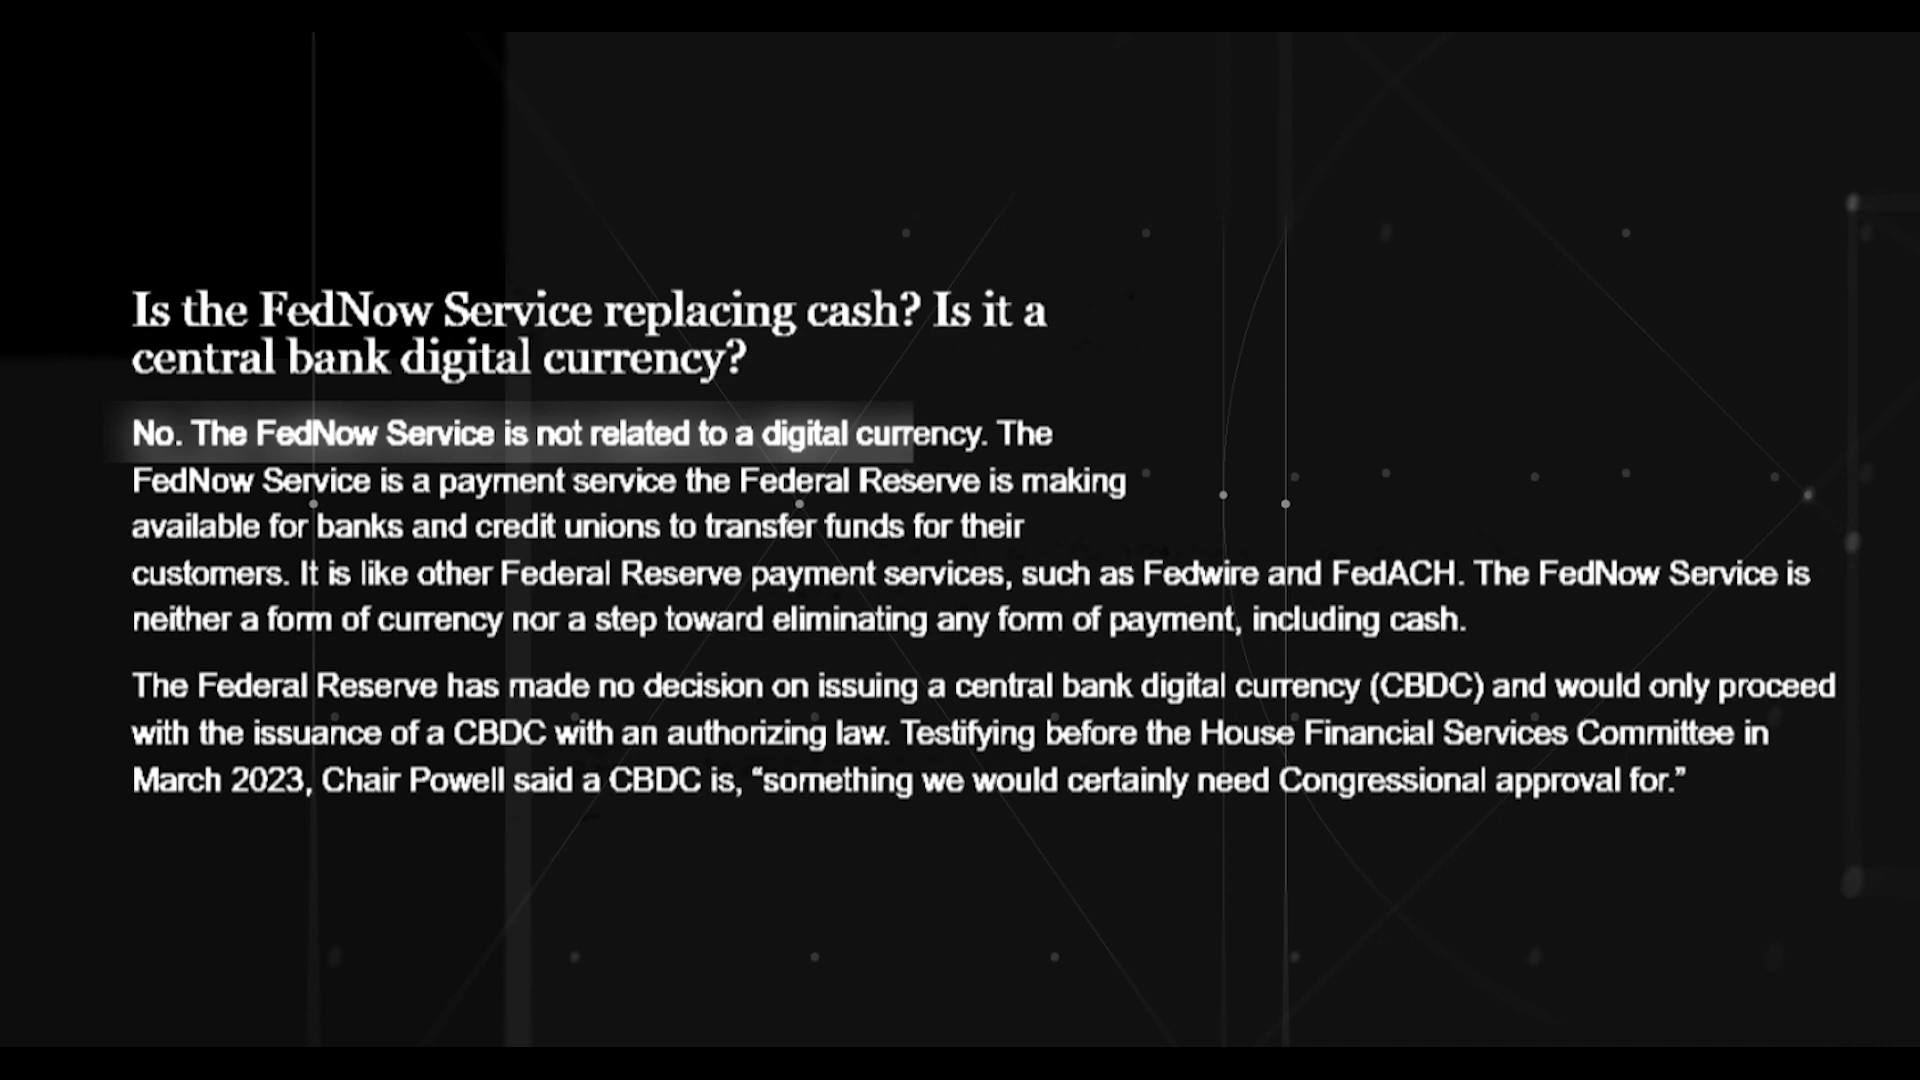 Is the FedNow Service replacing cash? Is it a
central bank digital currency?
No. The FedNow Service is not related to a digital currency. The
FedNow Service is a payment service the Federal Reserve is making
available for banks and credit unions to transfer funds for their
customers. It is like other Federal Reserve payment services, such as Fedwire and FedACH. The FedNow Service is
neither a form of currency nor a step toward eliminating any form of payment, including cash.
The Federal Reserve has made no decision on issuing a central bank digital currency (CBDC) and would only proceed
with the issuance of a CBDC with an authorizing law. Testifying before the House Financial Services Committee in
March 2023, Chair Powell said a CBDC is, “something we would certainly need Congressional approval for.”